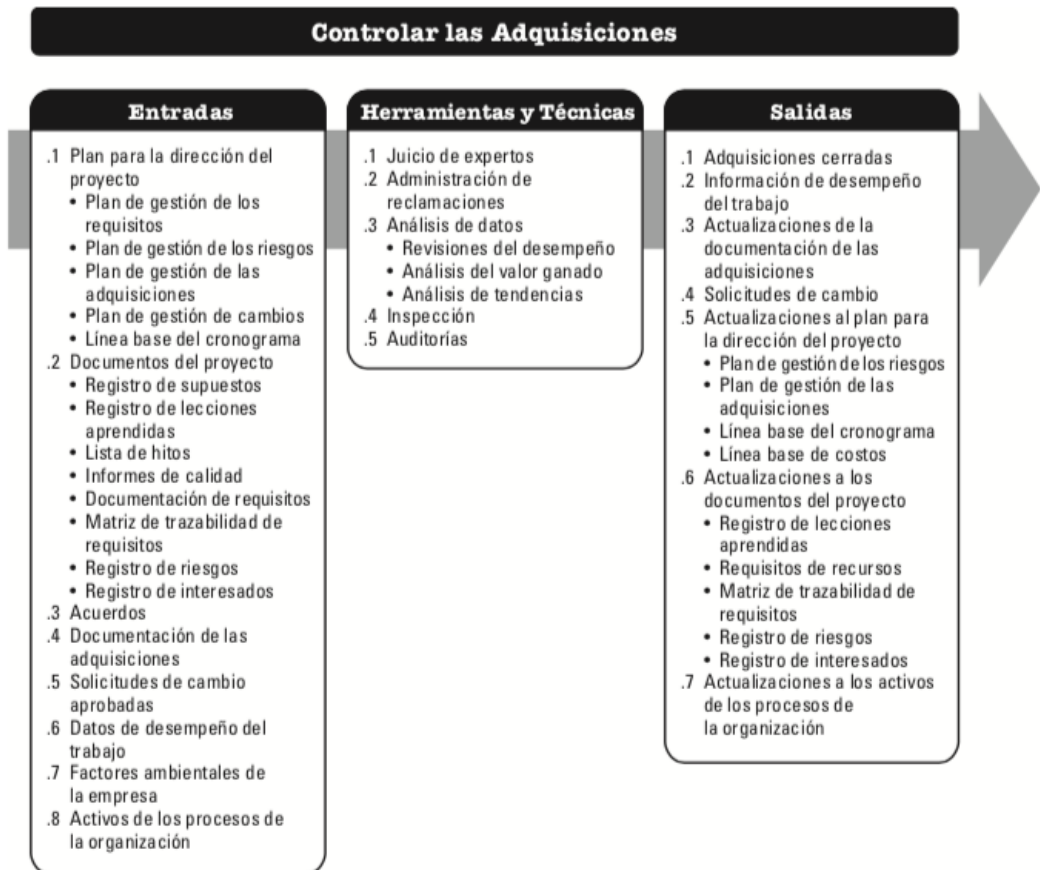 Controlar las Adquisiciones
Entradas
.1 Plan para la dirección del
proyecto
• Plan de gestión de los
requisitos
• Plan de gestión de los riesgos
• Plan de gestión de las
adquisiciones
• Plan de gestión de cambios
• Línea base del cronograma
.2 Documentos del proyecto
• Registro de supuestos
• Registro de lecciones
aprendidas
• Lista de hitos
• Informes de calidad
• Documentación de requisitos
• Matriz de trazabilidad de
requisitos
• Registro de riesgos
• Registro de interesados
.3 Acuerdos
.4 Documentación de las
adquisiciones
.5 Solicitudes de cambio
aprobadas
.6 Datos de desempeño del
trabajo
.7 Factores ambientales de
la empresa
.8 Activos de los procesos de
la organización
Herramientas y Técnicas
.1 Juicio de expertos
.2 Administración de
reclamaciones
.3 Análisis de datos
• Revisiones del desempeño
• Análisis del valor ganado
• Análisis de tendencias
.4 Inspección
.5 Auditorías
Salidas
.1 Adquisiciones cerradas
.2 Información de desempeño
del trabajo
.3 Actualizaciones de la
documentación de las
adquisiciones
.4 Solicitudes de cambio
.5 Actualizaciones al plan para
la dirección del proyecto
• Plan de gestión de los riesgos
• Plan de gestión de las
adquisiciones
• Línea base del cronograma
• Línea base de costos
.6 Actualizaciones a los
documentos del proyecto
• Registro de lecciones
aprendidas
• Requisitos de recursos
• Matriz de trazabilidad de
requisitos
• Registro de riesgos
• Registro de interesados
.7 Actualizaciones a los activos
de los procesos de
la organización